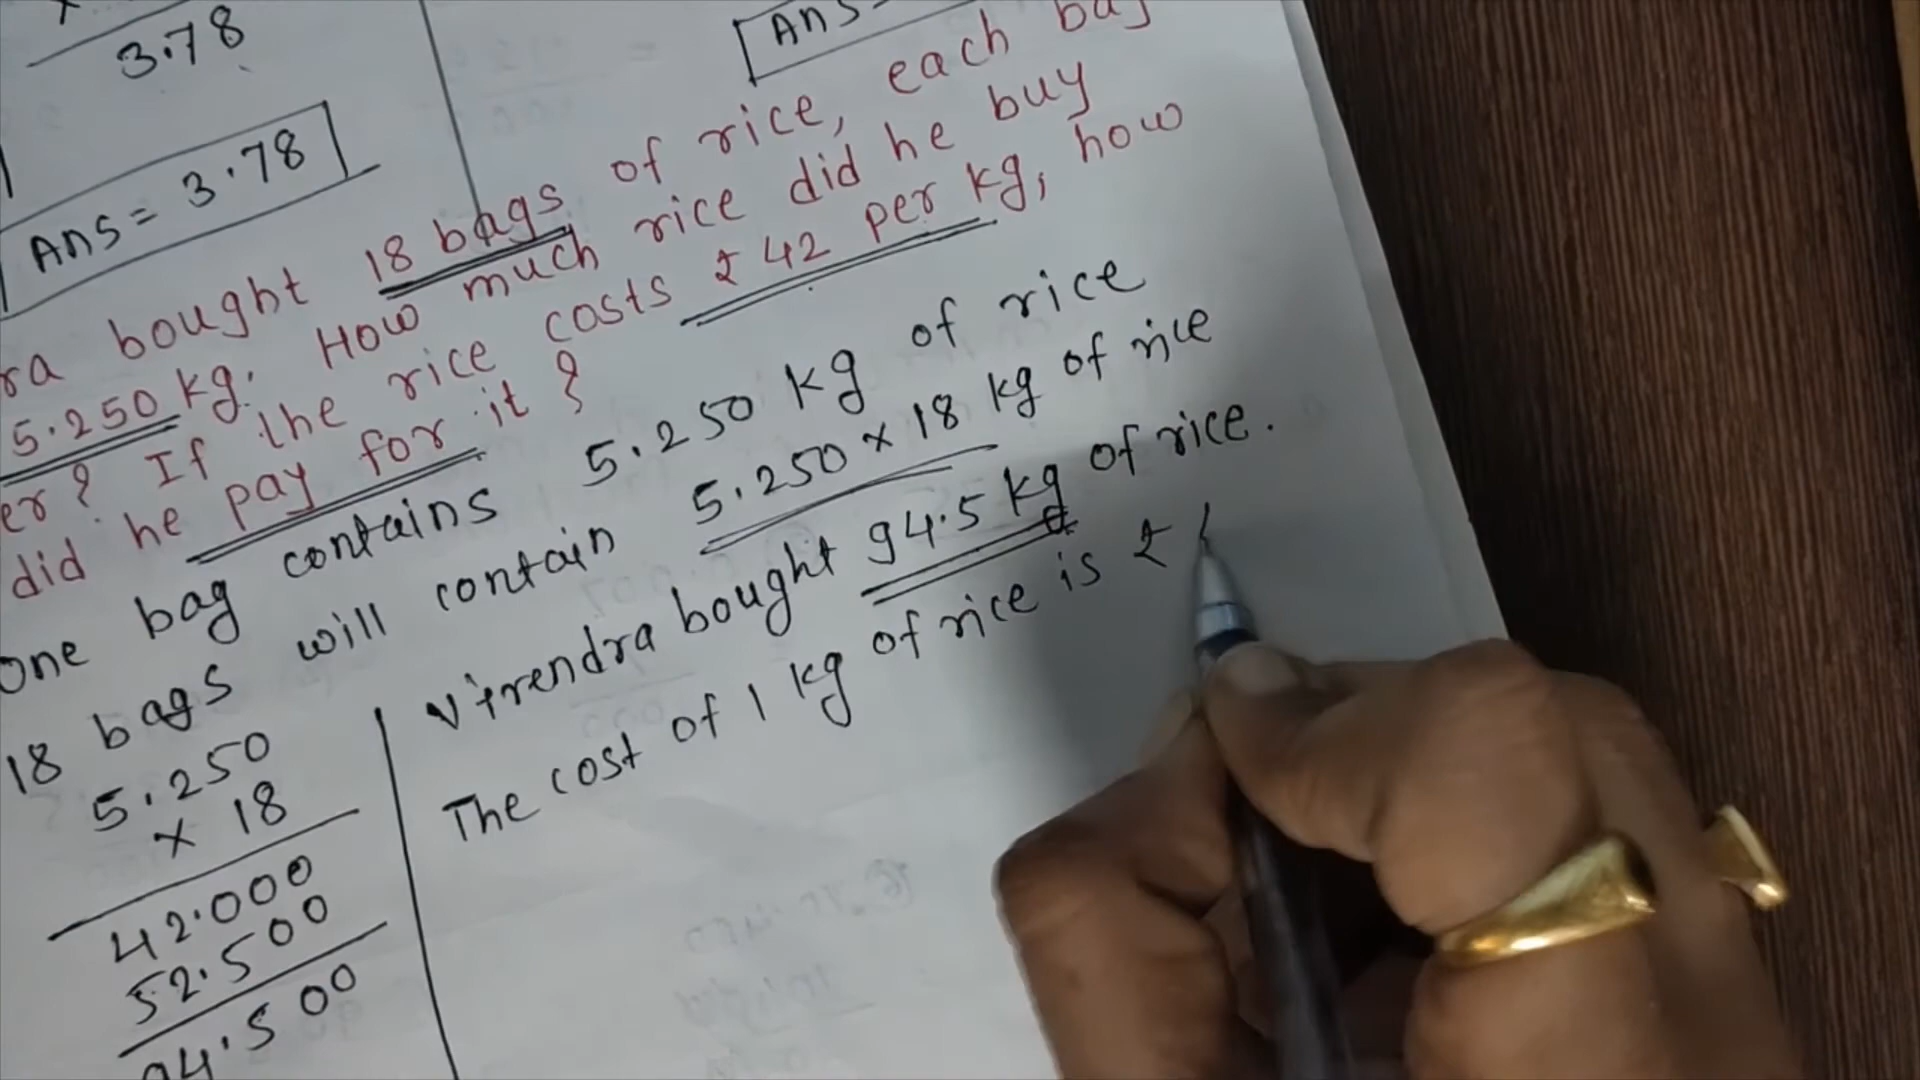 3.78
Ans = 3.78
Ans
ra bought 18 bags of rice, each bag
5.250 kg. How much rice did he buy
er? If the rice costs ₹ 42 per kg, how
did he pay for it ?
One bag contains 5.250 kg of rice
18 bags will contain 5.250 × 18 kg of rice
5.250
× 18
42.000
52.500
94.500
Virendra bought 94.5 kg of rice.
The cost of 1 kg of rice is ₹